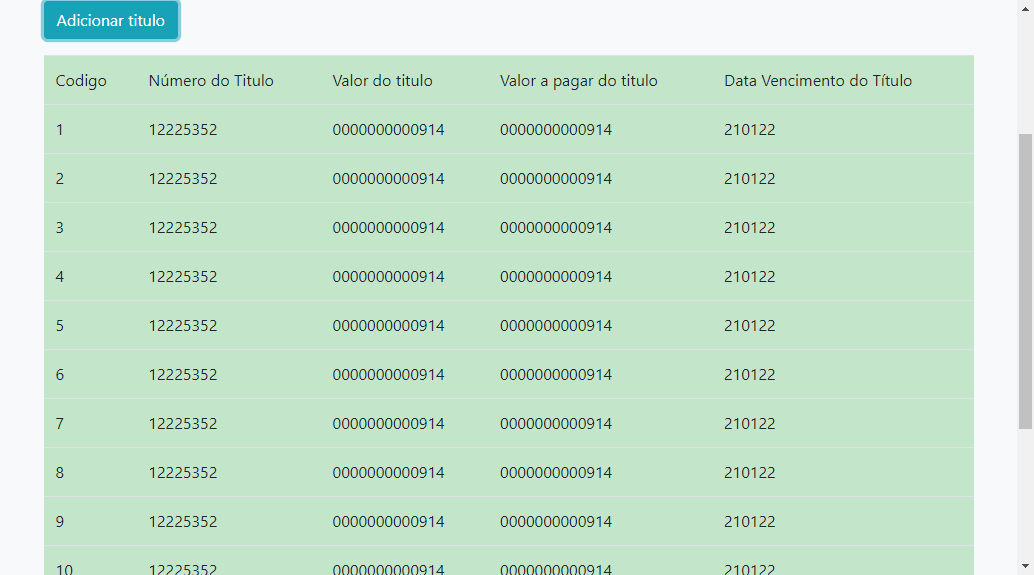 Adicionar titulo
Codigo Número do Titulo Valor do titulo Valor a pagar do titulo Data Vencimento do Título
1 12225352 0000000000914 0000000000914 210122
2 12225352 0000000000914 0000000000914 210122
3 12225352 0000000000914 0000000000914 210122
4 12225352 0000000000914 0000000000914 210122
5 12225352 0000000000914 0000000000914 210122
6 12225352 0000000000914 0000000000914 210122
7 12225352 0000000000914 0000000000914 210122
8 12225352 0000000000914 0000000000914 210122
9 12225352 0000000000914 0000000000914 210122
10 12225352 0000000000914 0000000000914 210122